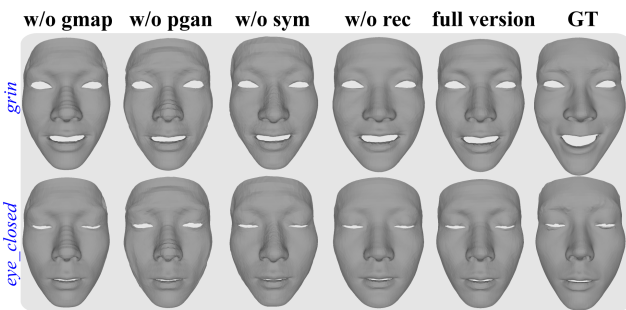 w/o gmap w/o pgan w/o sym w/o rec full version GT
grin
eye_closed